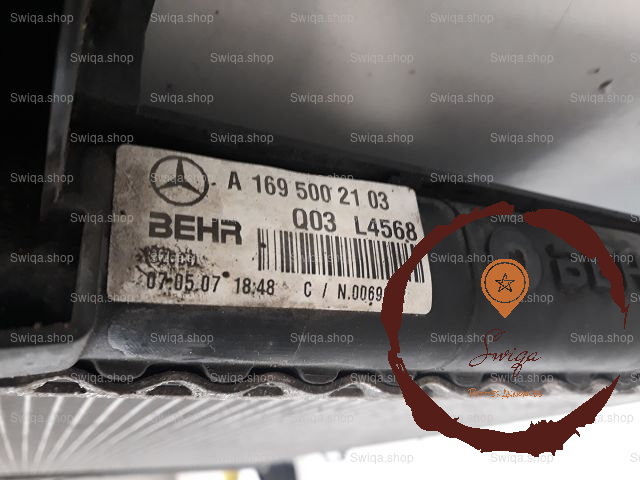 A 169 500 21 03
BEHR Q03 L4568
07.05.07 18:48 C / N.0069
Swiqa
Swiqa.shop